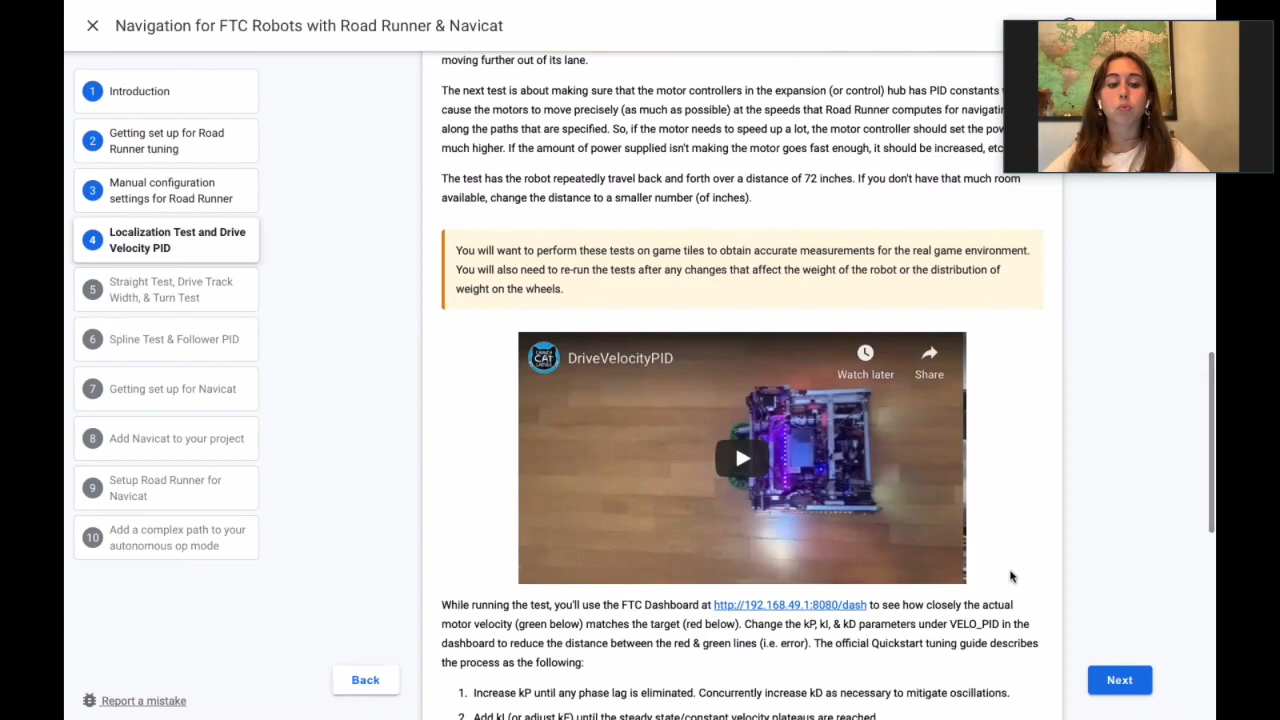 Navigation for FTC Robots with Road Runner & Navicat
1 Introduction
2 Getting set up for Road
Runner tuning
3 Manual configuration
settings for Road Runner
4 Localization Test and Drive
Velocity PID
5 Straight Test, Drive Track
Width, & Turn Test
6 Spline Test & Follower PID
7 Getting set up for Navicat
8 Add Navicat to your project
9 Setup Road Runner for
Navicat
10 Add a complex path to your
autonomous op mode
Report a mistake
moving further out of its lane.
The next test is about making sure that the motor controllers in the expansion (or control) hub has PID constants
cause the motors to move precisely (as much as possible) at the speeds that Road Runner computes for navigating
along the paths that are specified. So, if the motor needs to speed up a lot, the motor controller should set the
much higher. If the amount of power supplied isn't making the motor goes fast enough, it should be increased, etc
The test has the robot repeatedly travel back and forth over a distance of 72 inches. If you don't have that much room
available, change the distance to a smaller number (of inches).
You will want to perform these tests on game tiles to obtain accurate measurements for the real game environment.
You will also need to re-run the tests after any changes that affect the weight of the robot or the distribution of
weight on the wheels.
DriveVelocityPID
Watch later
Share
While running the test, you'll use the FTC Dashboard at http://192.168.49.1:8080/dash to see how closely the actual
motor velocity (green below) matches the target (red below). Change the kP, kI, & kD parameters under VELO_PID in the
dashboard to reduce the distance between the red & green lines (i.e. error). The official Quickstart tuning guide describes
the process as the following:
1. Increase kP until any phase lag is eliminated. Concurrently increase kD as necessary to mitigate oscillations.
2. Add kI (or adjust kF) until the steady state/constant velocity plateaus are reached.
Back
Next